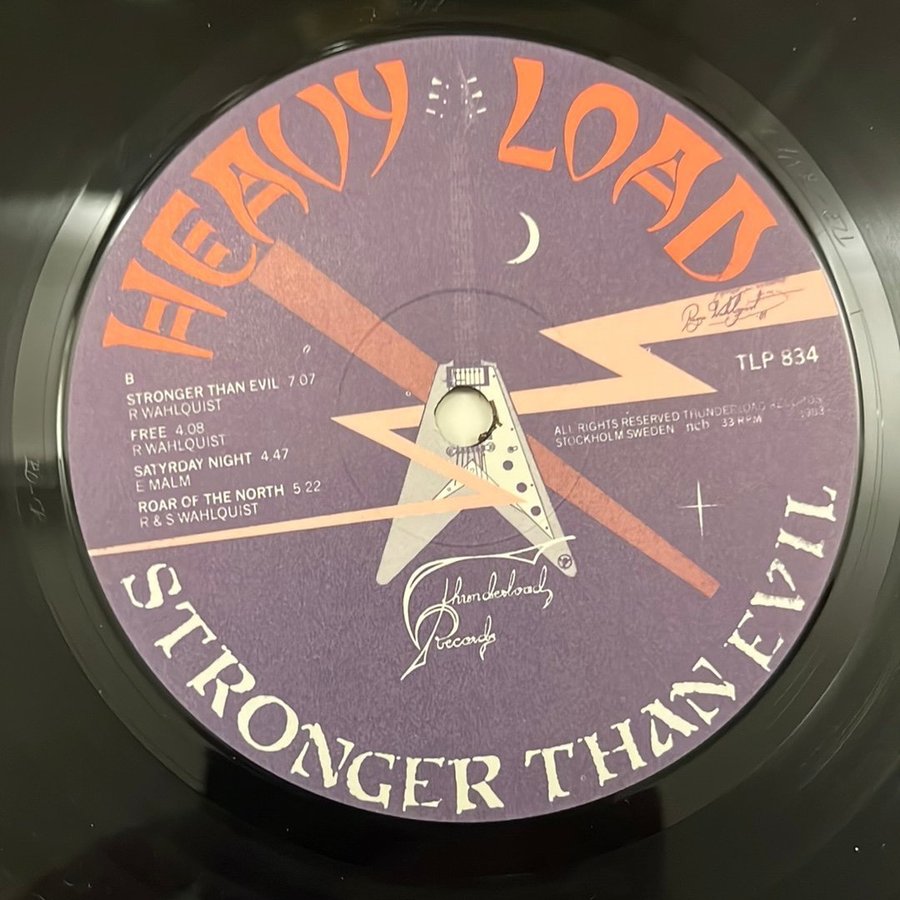 HEAVY LOAD
TLP 834
B
STRONGER THAN EVIL 7.07
R WAHLQUIST
FREE 4.08
R WAHLQUIST
SATYRDAY NIGHT 4.47
E MALM
ROAR OF THE NORTH 5.22
R & S WAHLQUIST
ALL RIGHTS RESERVED THUNDERLOAD RECORDS
STOCKHOLM SWEDEN ncb 33 RPM 1983
Thunderload
Records
STRONGER THAN EVIL